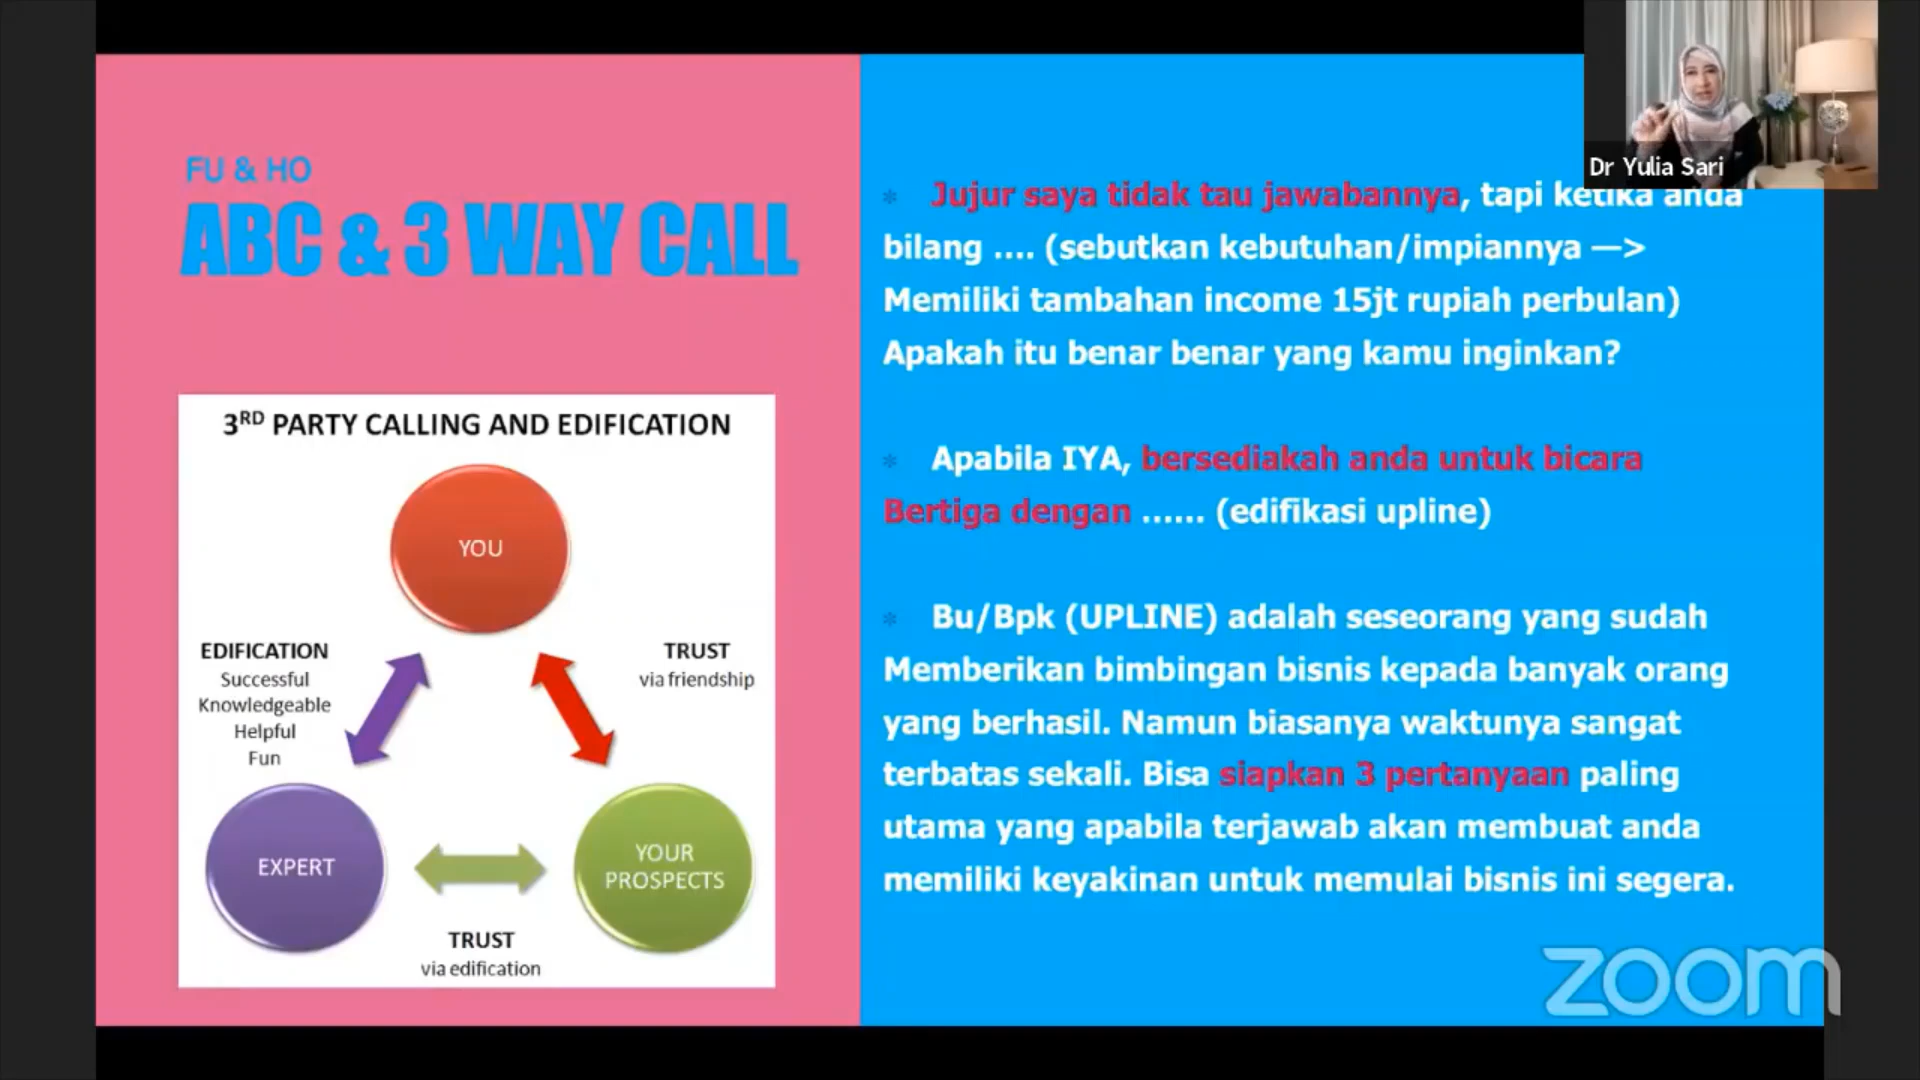 FU & HO
ABC & 3 WAY CALL
3RD PARTY CALLING AND EDIFICATION
YOU
EDIFICATION
Successful
Knowledgeable
Helpful
Fun
TRUST
via friendship
EXPERT
YOUR
PROSPECTS
TRUST
via edification
Dr Yulia Sari
* Jujur saya tidak tau jawabannya, tapi ketika anda
bilang .... (sebutkan kebutuhan/impiannya —>
Memiliki tambahan income 15jt rupiah perbulan)
Apakah itu benar benar yang kamu inginkan?
* Apabila IYA, bersediakah anda untuk bicara
Bertiga dengan ...... (edifikasi upline)
* Bu/Bpk (UPLINE) adalah seseorang yang sudah
Memberikan bimbingan bisnis kepada banyak orang
yang berhasil. Namun biasanya waktunya sangat
terbatas sekali. Bisa siapkan 3 pertanyaan paling
utama yang apabila terjawab akan membuat anda
memiliki keyakinan untuk memulai bisnis ini segera.
zoom